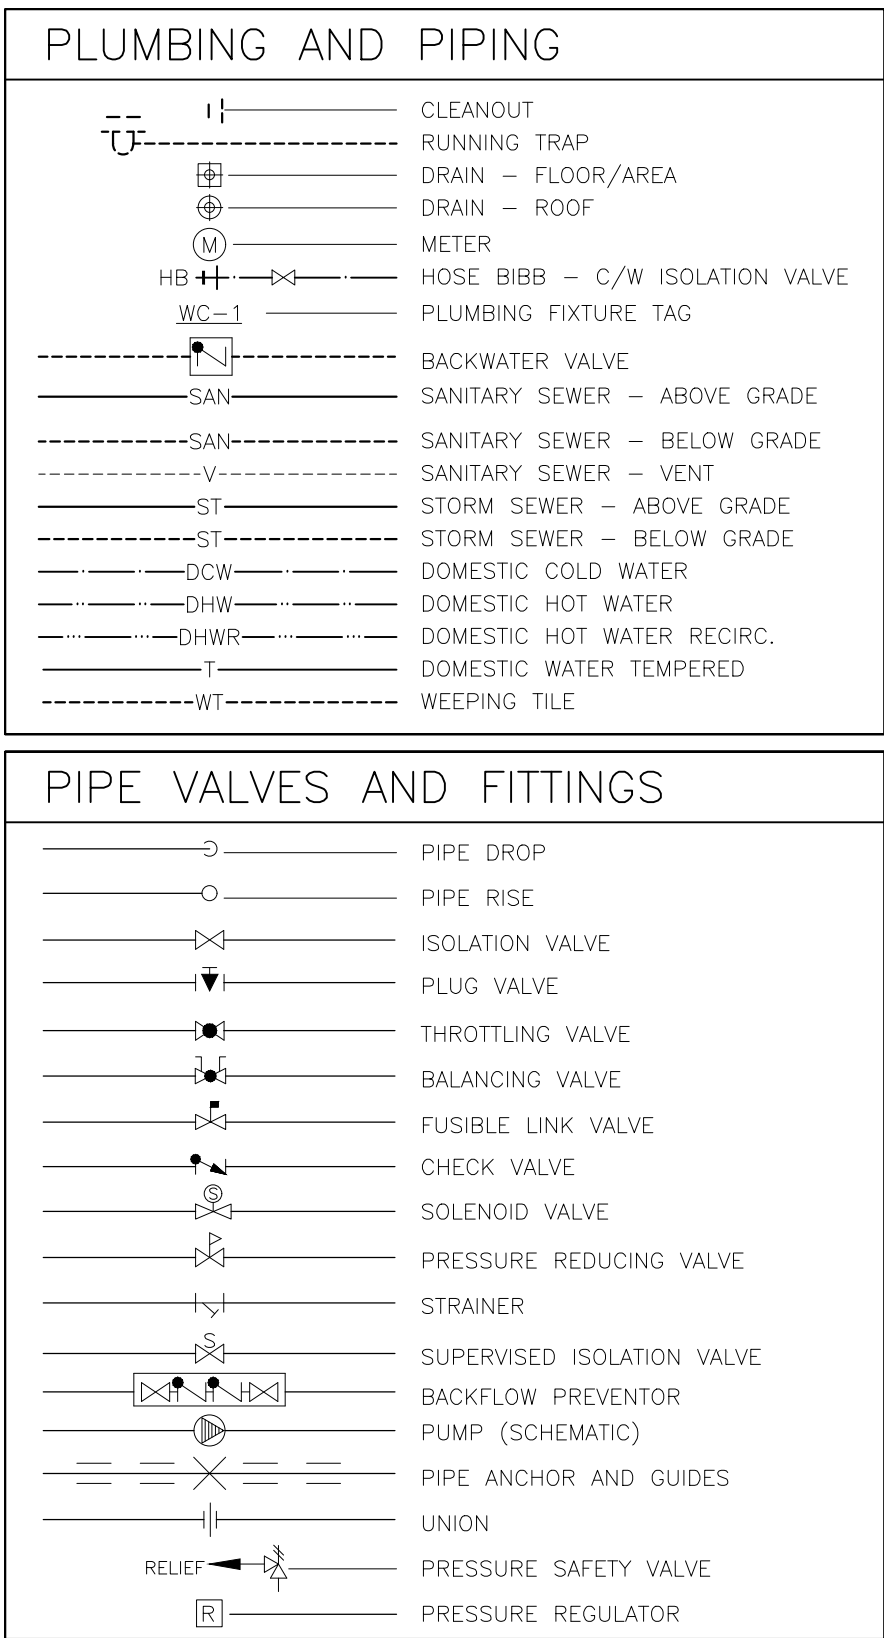 PLUMBING AND PIPING
CLEANOUT
RUNNING TRAP
DRAIN – FLOOR/AREA
DRAIN – ROOF
M METER
HB HOSE BIBB – C/W ISOLATION VALVE
WC–1 PLUMBING FIXTURE TAG
BACKWATER VALVE
SAN SANITARY SEWER – ABOVE GRADE
SAN SANITARY SEWER – BELOW GRADE
V SANITARY SEWER – VENT
ST STORM SEWER – ABOVE GRADE
ST STORM SEWER – BELOW GRADE
DCW DOMESTIC COLD WATER
DHW DOMESTIC HOT WATER
DHWR DOMESTIC HOT WATER RECIRC.
T DOMESTIC WATER TEMPERED
WT WEEPING TILE
PIPE VALVES AND FITTINGS
PIPE DROP
PIPE RISE
ISOLATION VALVE
PLUG VALVE
THROTTLING VALVE
BALANCING VALVE
FUSIBLE LINK VALVE
CHECK VALVE
S SOLENOID VALVE
PRESSURE REDUCING VALVE
STRAINER
S SUPERVISED ISOLATION VALVE
BACKFLOW PREVENTOR
PUMP (SCHEMATIC)
PIPE ANCHOR AND GUIDES
UNION
RELIEF PRESSURE SAFETY VALVE
R PRESSURE REGULATOR